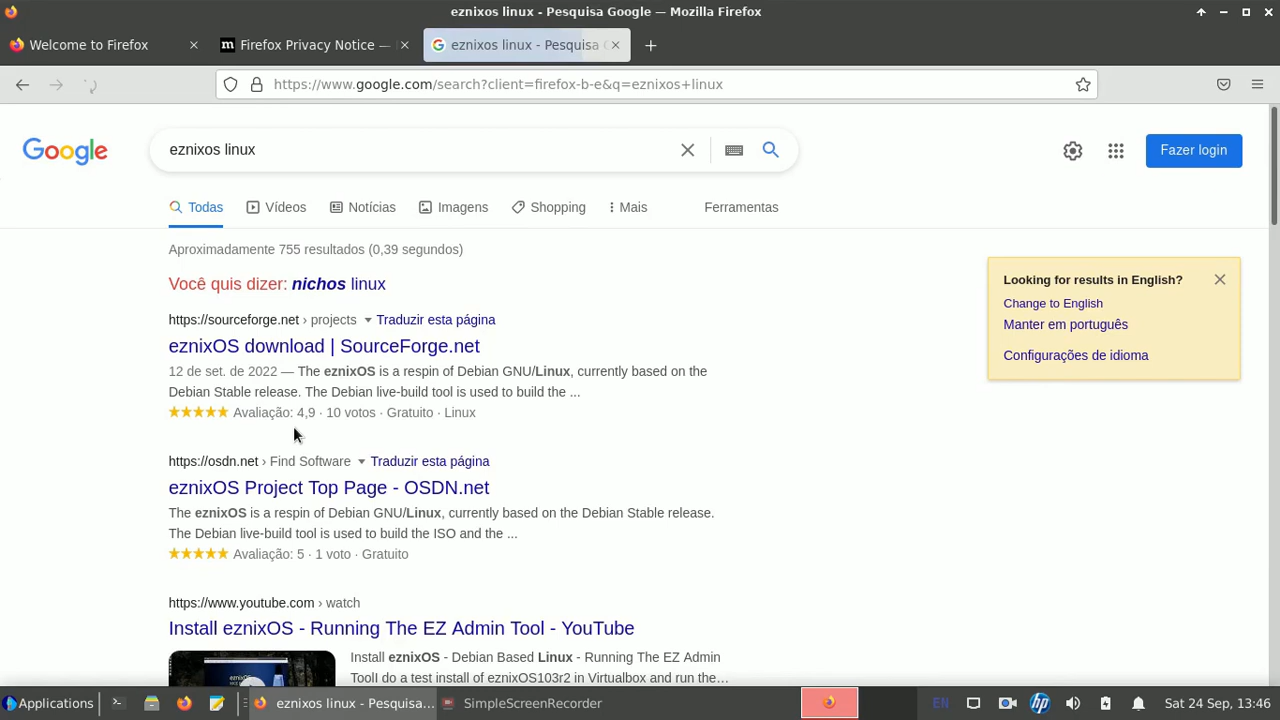 eznixos linux - Pesquisa Google — Mozilla Firefox
Welcome to Firefox
Firefox Privacy Notice —
eznixos linux - Pesquisa
https://www.google.com/search?client=firefox-b-e&q=eznixos+linux
Google
eznixos linux
Fazer login
Todas
Vídeos
Notícias
Imagens
Shopping
Mais
Ferramentas
Aproximadamente 755 resultados (0,39 segundos)
Você quis dizer: nichos linux
https://sourceforge.net › projects Traduzir esta página
eznixOS download | SourceForge.net
12 de set. de 2022 — The eznixOS is a respin of Debian GNU/Linux, currently based on the
Debian Stable release. The Debian live-build tool is used to build the ...
Avaliação: 4,9 · 10 votos · Gratuito · Linux
https://osdn.net › Find Software Traduzir esta página
eznixOS Project Top Page - OSDN.net
The eznixOS is a respin of Debian GNU/Linux, currently based on the Debian Stable release.
The Debian live-build tool is used to build the ISO and the ...
Avaliação: 5 · 1 voto · Gratuito
https://www.youtube.com › watch
Install eznixOS - Running The EZ Admin Tool - YouTube
Install eznixOS - Debian Based Linux - Running The EZ Admin
ToolI do a test install of eznixOS103r2 in Virtualbox and run the…
Looking for results in English?
Change to English
Manter em português
Configurações de idioma
Applications
eznixos linux - Pesquisa...
SimpleScreenRecorder
EN
hp
Sat 24 Sep, 13:46